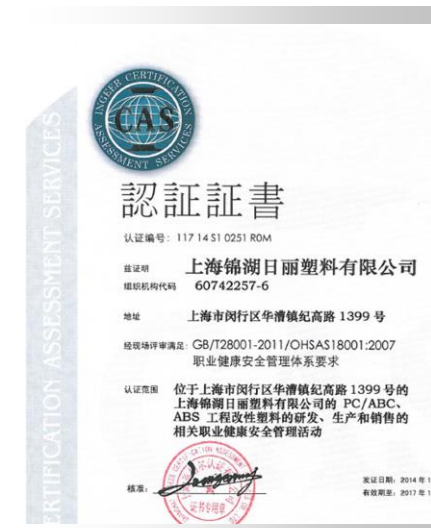 INGEER CERTIFICATION
CAS
ASSESSMENT SERVICES
ERTIFICATION ASSESSMENT SERVICES
認証証書
认证编号: 117 14 S1 0251 R0M
兹证明 上海锦湖日丽塑料有限公司
组织机构代码 60742257-6
地址 上海市闵行区华漕镇纪高路 1399 号
经现场评审满足: GB/T28001-2011/OHSAS18001:2007
职业健康安全管理体系要求
认证范围 位于上海市闵行区华漕镇纪高路 1399 号的
上海锦湖日丽塑料有限公司的 PC/ABC、
ABS 工程改性塑料的研发、生产和销售的
相关职业健康安全管理活动
核准:
证书专用章
发证日期: 2014 年 1
有效期至: 2017 年 1